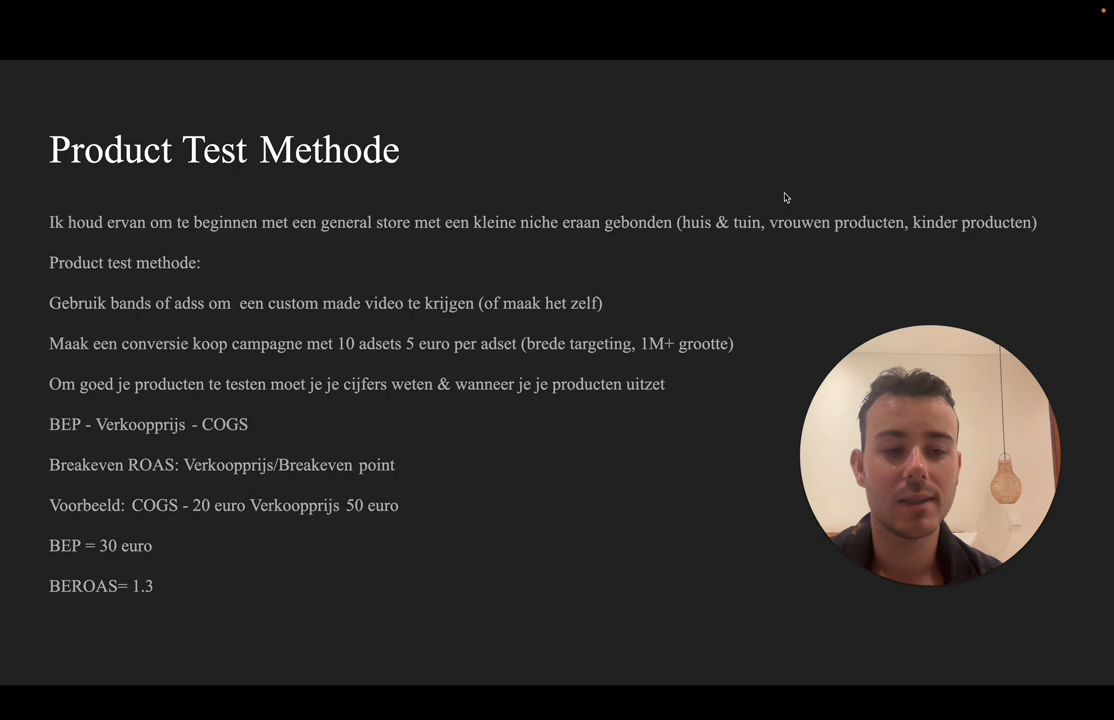 Product Test Methode
Ik houd ervan om te beginnen met een general store met een kleine niche eraan gebonden (huis & tuin, vrouwen producten, kinder producten)
Product test methode:
Gebruik bands of adss om  een custom made video te krijgen (of maak het zelf)
Maak een conversie koop campagne met 10 adsets 5 euro per adset (brede targeting, 1M+ grootte)
Om goed je producten te testen moet je je cijfers weten & wanneer je je producten uitzet
BEP - Verkoopprijs - COGS
Breakeven ROAS: Verkoopprijs/Breakeven point
Voorbeeld: COGS - 20 euro Verkoopprijs 50 euro
BEP = 30 euro
BEROAS= 1.3